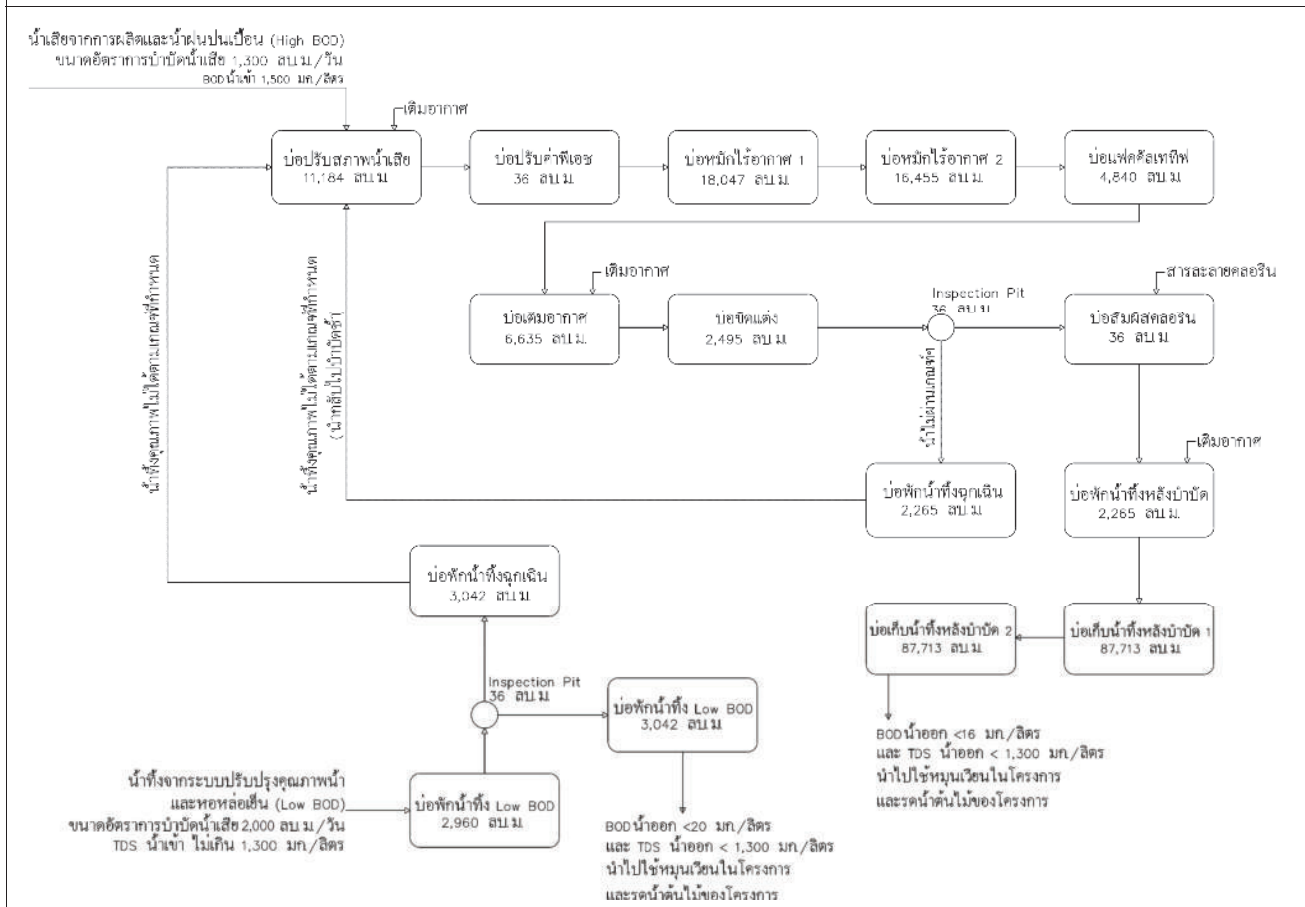 น้ำเสียจากการผลิตและน้ำฝนปนเปื้อน (High BOD)
ขนาดอัตราการบำบัดน้ำเสีย 1,300 ลบ.ม./วัน
BOD น้ำเข้า 1,500 มก./ลิตร
เติมอากาศ
บ่อปรับสภาพน้ำเสีย
11,184 ลบ.ม.
บ่อปรับค่าพีเอช
36 ลบ.ม.
บ่อหมักไร้อากาศ 1
18,047 ลบ.ม.
บ่อหมักไร้อากาศ 2
16,455 ลบ.ม.
บ่อแฟคคัลเททีฟ
4,840 ลบ.ม.
น้ำทิ้งคุณภาพไม่ได้ตามเกณฑ์ที่กำหนด
น้ำทิ้งคุณภาพไม่ได้ตามเกณฑ์ที่กำหนด
(นำกลับไปบำบัดซ้ำ)
เติมอากาศ
บ่อเติมอากาศ
6,635 ลบ.ม.
บ่อขัดแต่ง
2,495 ลบ.ม.
Inspection Pit
36 ลบ.ม.
สารละลายคลอรีน
บ่อสัมผัสคลอรีน
36 ลบ.ม.
น้ำไม่ผ่านเกณฑ์ฯ
เติมอากาศ
บ่อพักน้ำทิ้งฉุกเฉิน
2,265 ลบ.ม.
บ่อพักน้ำทิ้งหลังบำบัด
2,265 ลบ.ม.
บ่อพักน้ำทิ้งฉุกเฉิน
3,042 ลบ.ม.
บ่อเก็บน้ำทิ้งหลังบำบัด 2
87,713 ลบ.ม.
บ่อเก็บน้ำทิ้งหลังบำบัด 1
87,713 ลบ.ม.
Inspection Pit
36 ลบ.ม.
บ่อพักน้ำทิ้ง Low BOD
3,042 ลบ.ม.
BOD น้ำออก <16 มก./ลิตร
และ TDS น้ำออก < 1,300 มก./ลิตร
นำไปใช้หมุนเวียนในโครงการ
และรดน้ำต้นไม้ของโครงการ
น้ำทิ้งจากระบบปรับปรุงคุณภาพน้ำ
และหอหล่อเย็น (Low BOD)
ขนาดอัตราการบำบัดน้ำเสีย 2,000 ลบ.ม./วัน
TDS น้ำเข้า ไม่เกิน 1,300 มก./ลิตร
บ่อพักน้ำทิ้ง Low BOD
2,960 ลบ.ม.
BOD น้ำออก <20 มก./ลิตร
และ TDS น้ำออก < 1,300 มก./ลิตร
นำไปใช้หมุนเวียนในโครงการ
และรดน้ำต้นไม้ของโครงการ